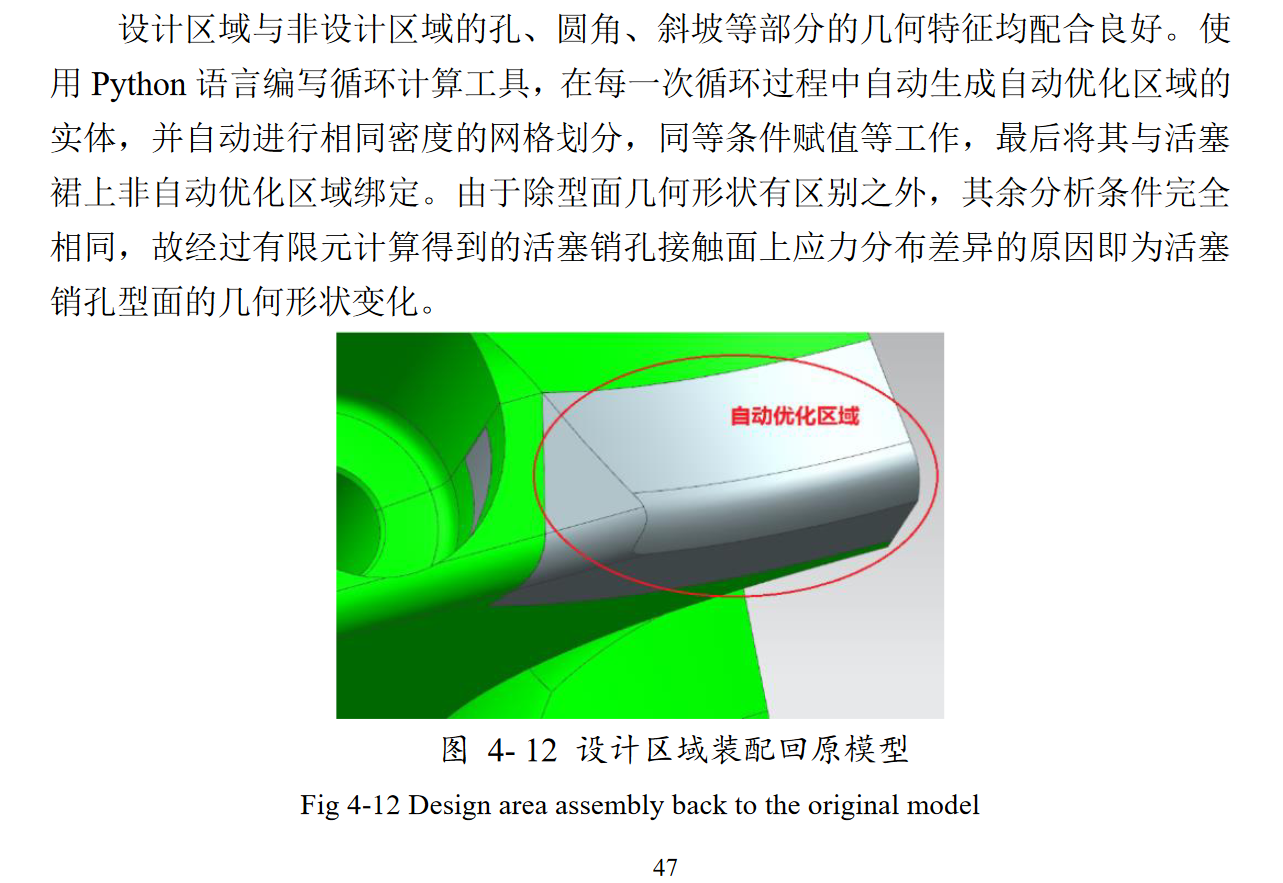 设计区域与非设计区域的孔、圆角、斜坡等部分的几何特征均配合良好。使
用 Python 语言编写循环计算工具，在每一次循环过程中自动生成自动优化区域的
实体，并自动进行相同密度的网格划分，同等条件赋值等工作，最后将其与活塞
裙上非自动优化区域绑定。由于除型面几何形状有区别之外，其余分析条件完全
相同，故经过有限元计算得到的活塞销孔接触面上应力分布差异的原因即为活塞
销孔型面的几何形状变化。
自动优化区域
图 4- 12 设计区域装配回原模型
Fig 4-12 Design area assembly back to the original model
47